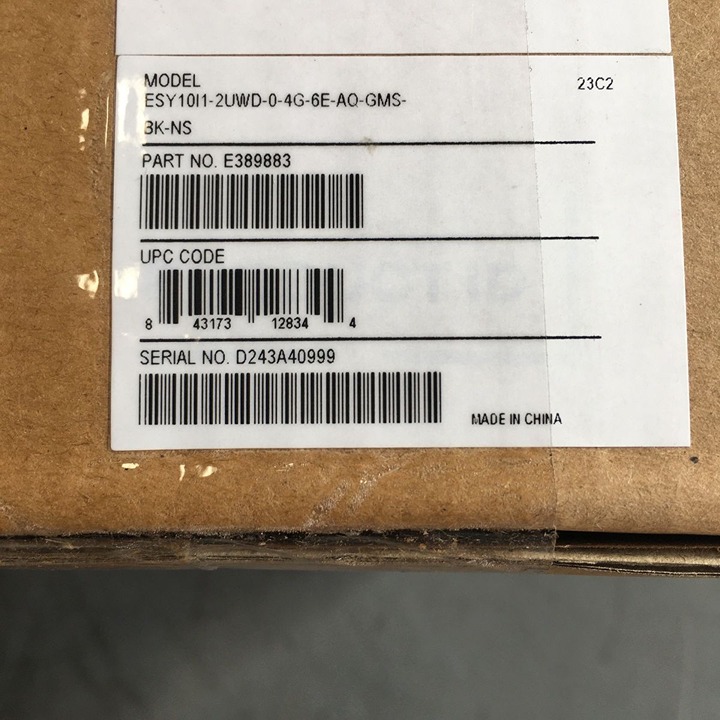 MODEL 23C2
ESY10I1-2UWD-0-4G-6E-AO-GMS-
BK-NS
PART NO. E389883
UPC CODE
8 43173 12834 4
SERIAL NO. D243A40999
MADE IN CHINA